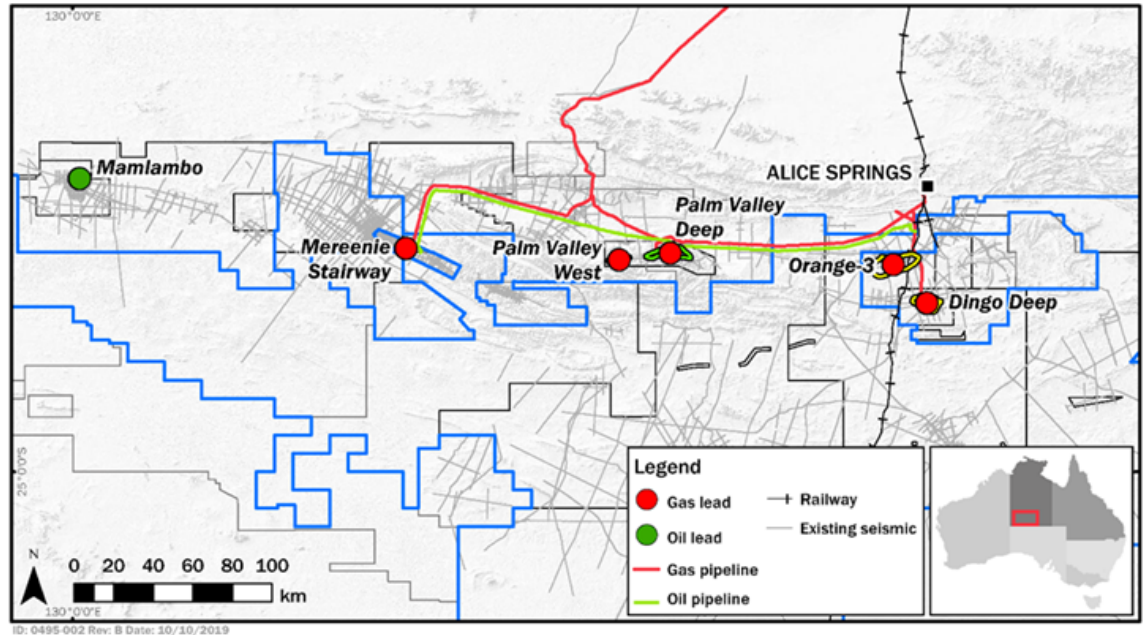 130°0'0"E
Mamlambo
ALICE SPRINGS
Palm Valley
Deep
Mereenie
Stairway
Palm Valley
West
Orange-3
Dingo Deep
25°0'0"S
Legend
Gas lead
Oil lead
Gas pipeline
Oil pipeline
Railway
Existing seismic
N
0 20 40 60 80 100
km
130°0'0"E
ID: 0495-002 Rev: B Date: 10/10/2019